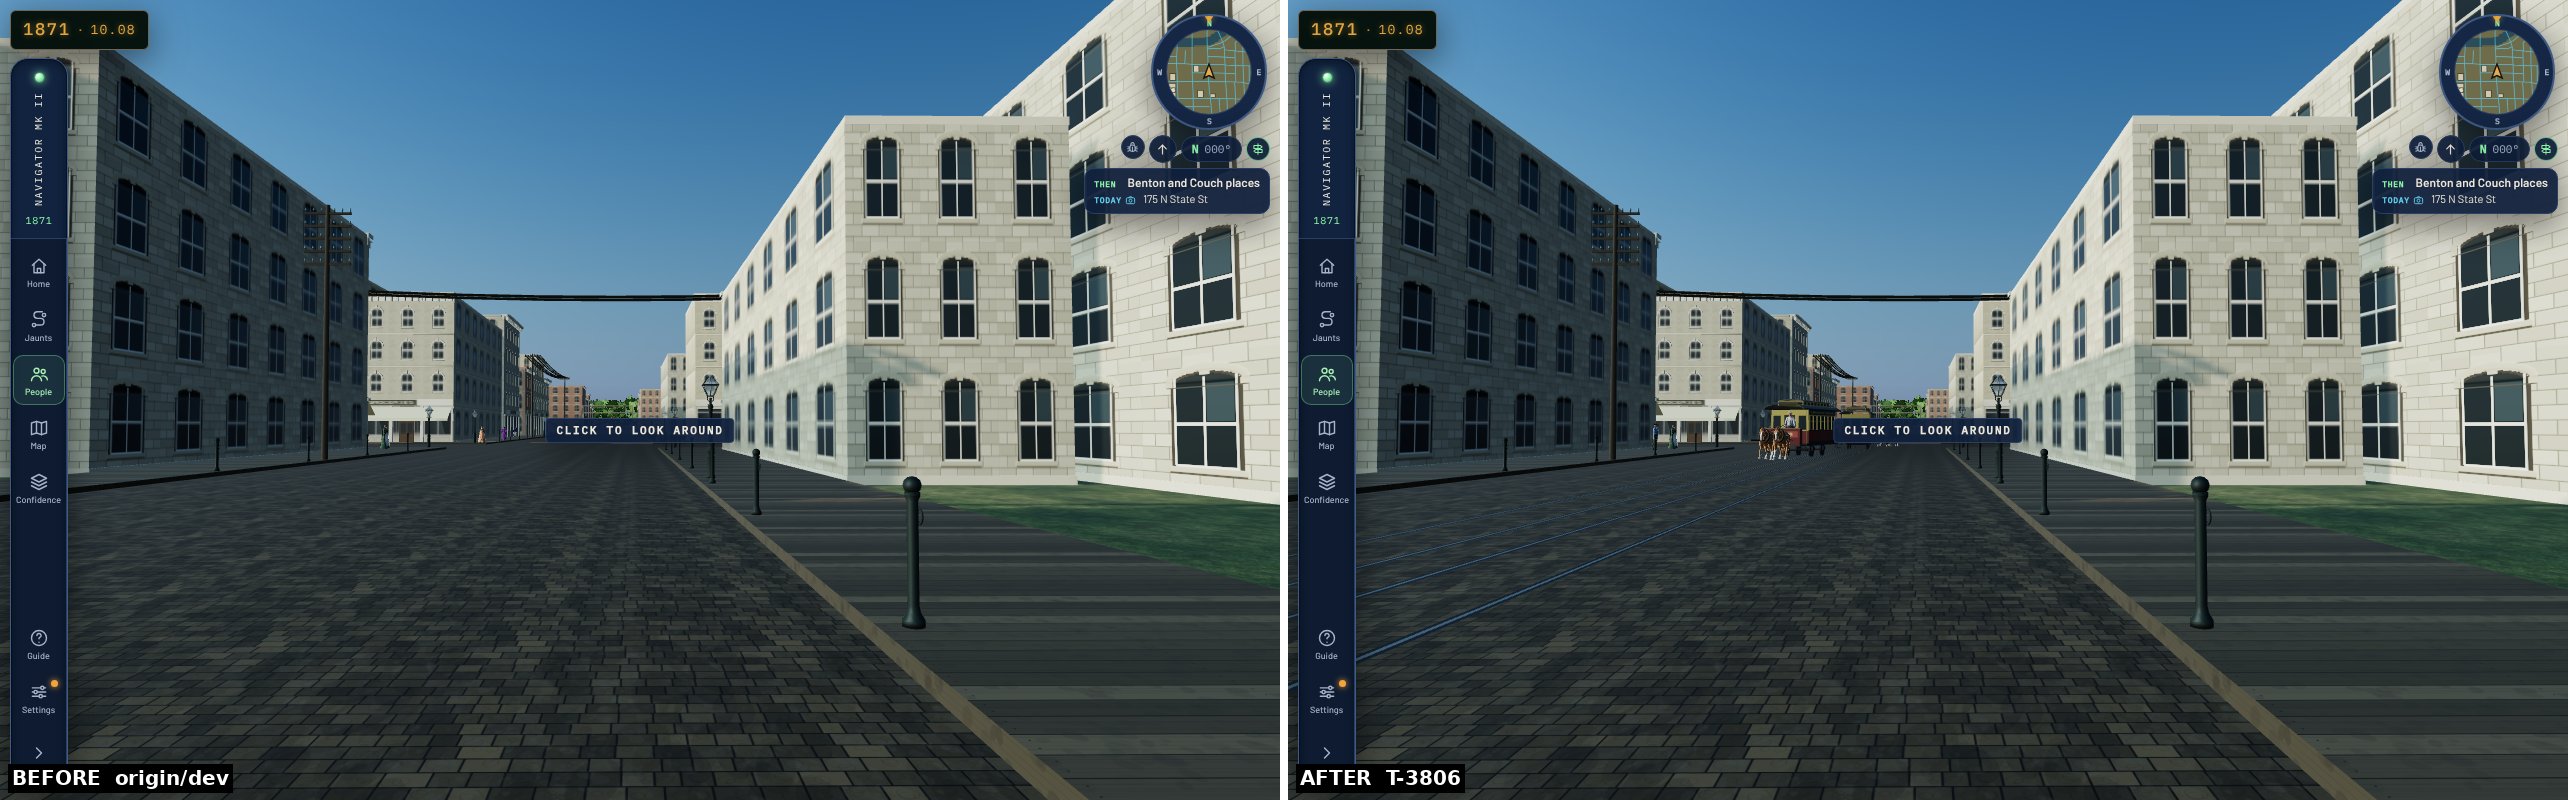 1871 · 10.08
N
W
E
S
NAVIGATOR MK II
1871
N 000°
THEN Benton and Couch places
TODAY 175 N State St
Home
Jaunts
People
Map
CLICK TO LOOK AROUND
Confidence
Guide
Settings
BEFORE origin/dev
1871 · 10.08
N
W
E
S
NAVIGATOR MK II
1871
N 000°
THEN Benton and Couch places
TODAY 175 N State St
Home
Jaunts
People
Map
CLICK TO LOOK AROUND
Confidence
Guide
Settings
AFTER T-3806